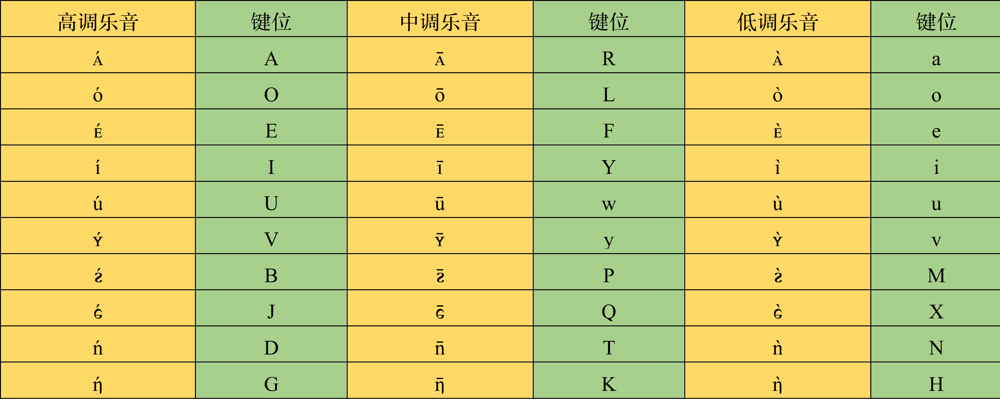 高调乐音 键位 中调乐音 键位 低调乐音 键位
ᴀ́ A ᴀ̄ R ᴀ̀ a
ó O ō L ò o
ᴇ́ E ᴇ̄ F ᴇ̀ e
í I ī Y ì i
ú U ū w ù u
ʏ́ V ʏ̄ y ʏ̀ v
ƨ́ B ƨ̄ P ƨ̀ M
J Q X
ń D n̄ T ǹ N
ŋ́ G ŋ̄ K ŋ̀ H